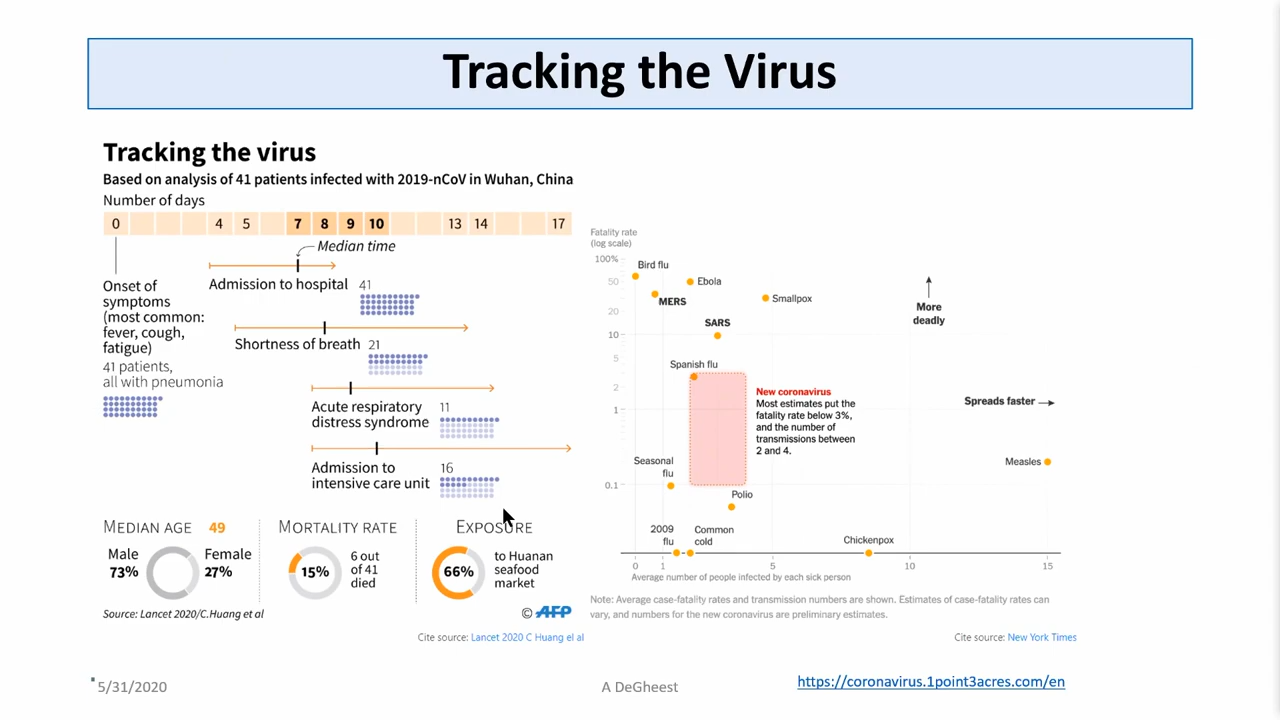 Tracking the Virus
Tracking the virus
Based on analysis of 41 patients infected with 2019-nCoV in Wuhan, China
Number of days
0 4 5 7 8 9 10 13 14 17
Median time
Onset of
symptoms
(most common:
fever, cough,
fatigue)
41 patients,
all with pneumonia
Admission to hospital 41
Shortness of breath 21
Acute respiratory
distress syndrome
11
Admission to
intensive care unit
16
MEDIAN AGE 49
Male
73%
Female
27%
MORTALITY RATE
15%
6 out
of 41
died
EXPOSURE
66%
to Huanan
seafood
market
Source: Lancet 2020/C.Huang et al
© AFP
Cite source: Lancet 2020 C Huang el al
Fatality rate
(log scale)
100%
50
20
10
5
2
1
0.1
Bird flu
Ebola
MERS
Smallpox
SARS
Spanish flu
More
deadly
New coronavirus
Most estimates put the
fatality rate below 3%,
and the number of
transmissions between
2 and 4.
Spreads faster
Seasonal
flu
Measles
Polio
2009
flu
Common
cold
Chickenpox
0 1 5 10 15
Average number of people infected by each sick person
Note: Average case-fatality rates and transmission numbers are shown. Estimates of case-fatality rates can
vary, and numbers for the new coronavirus are preliminary estimates.
Cite source: New York Times
5/31/2020
A DeGheest
https://coronavirus.1point3acres.com/en